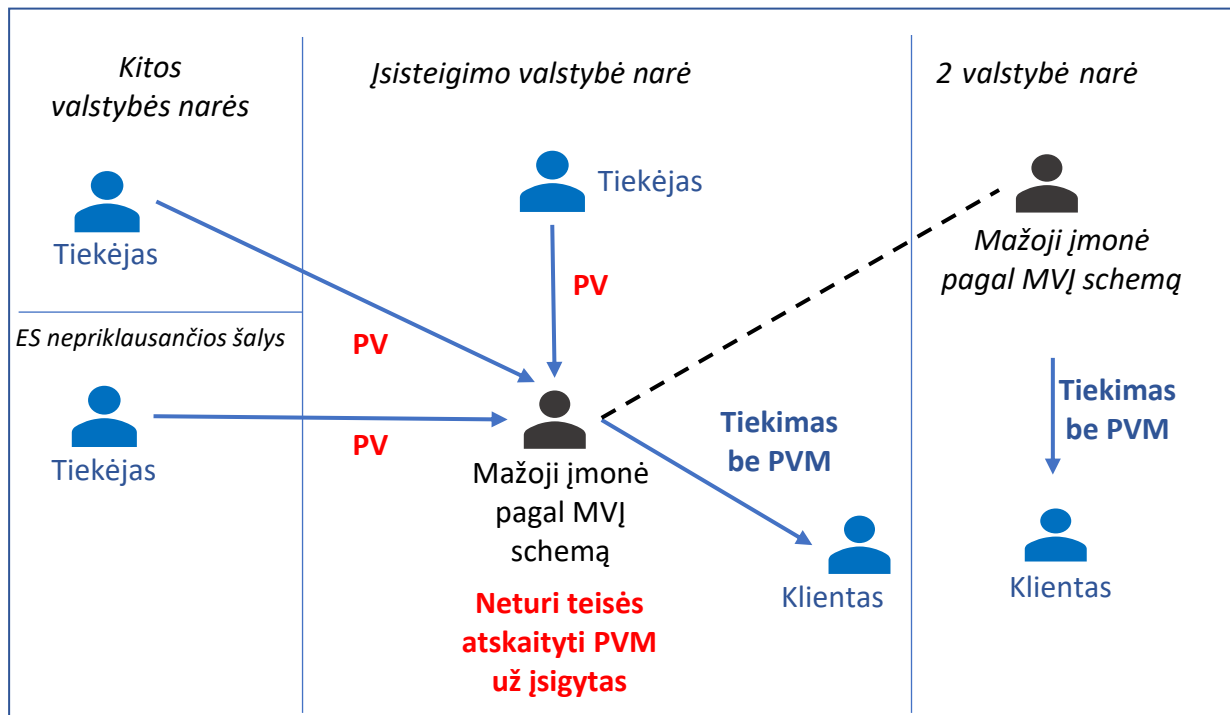 Kitos
valstybės narės
Tiekėjas
ES nepriklausančios šalys
Tiekėjas
Įsisteigimo valstybė narė
Tiekėjas
PV
PV
PV
Mažoji įmonė
pagal MVĮ
schemą
Neturi teisės
atskaityti PVM
už įsigytas
Tiekimas
be PVM
Klientas
2 valstybė narė
Mažoji įmonė
pagal MVĮ schemą
Tiekimas
be PVM
Klientas